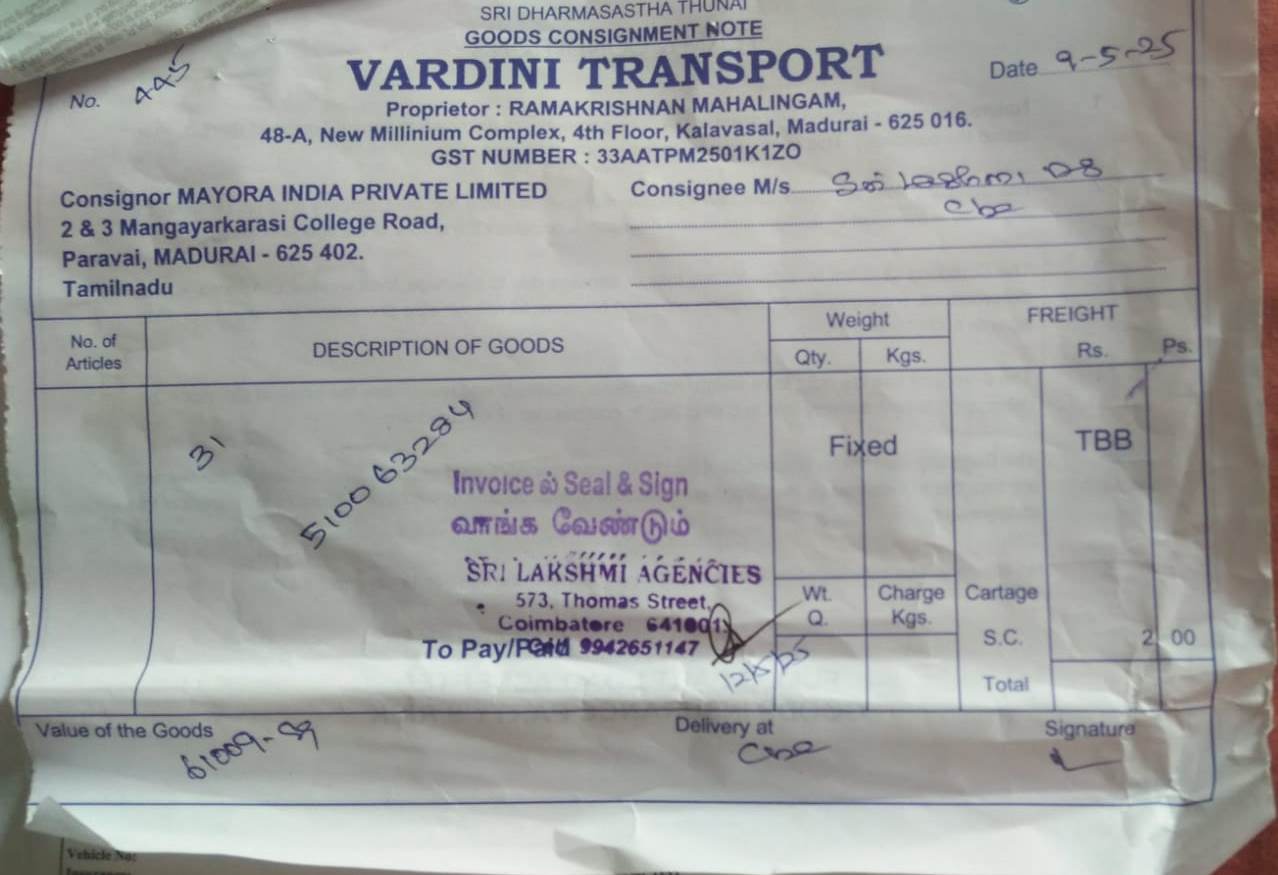 SRI DHARMASASTHA THUNAI
GOODS CONSIGNMENT NOTE
VARDINI TRANSPORT
No. 445
Date 9-5-25
Proprietor : RAMAKRISHNAN MAHALINGAM,
48-A, New Millinium Complex, 4th Floor, Kalavasal, Madurai - 625 016.
GST NUMBER : 33AATPM2501K1ZO
Consignor MAYORA INDIA PRIVATE LIMITED
2 & 3 Mangayarkarasi College Road,
Paravai, MADURAI - 625 402.
Tamilnadu
Consignee M/s
Cbe
No. of Articles
DESCRIPTION OF GOODS
Weight
Qty. Kgs.
FREIGHT
Rs. Ps.
31
5100 63284
Fixed
TBB
Invoice ல் Seal & Sign
வாங்க வேண்டும்
SRI LAKSHMI AGENCIES
573, Thomas Street,
Coimbatore 641001
To Pay/Paid 9942651147
12/5/25
Wt. Q.
Charge Kgs.
Cartage
S.C. 2 00
Total
Value of the Goods
61009-89
Delivery at
Cbe
Signature
Vehicle No: